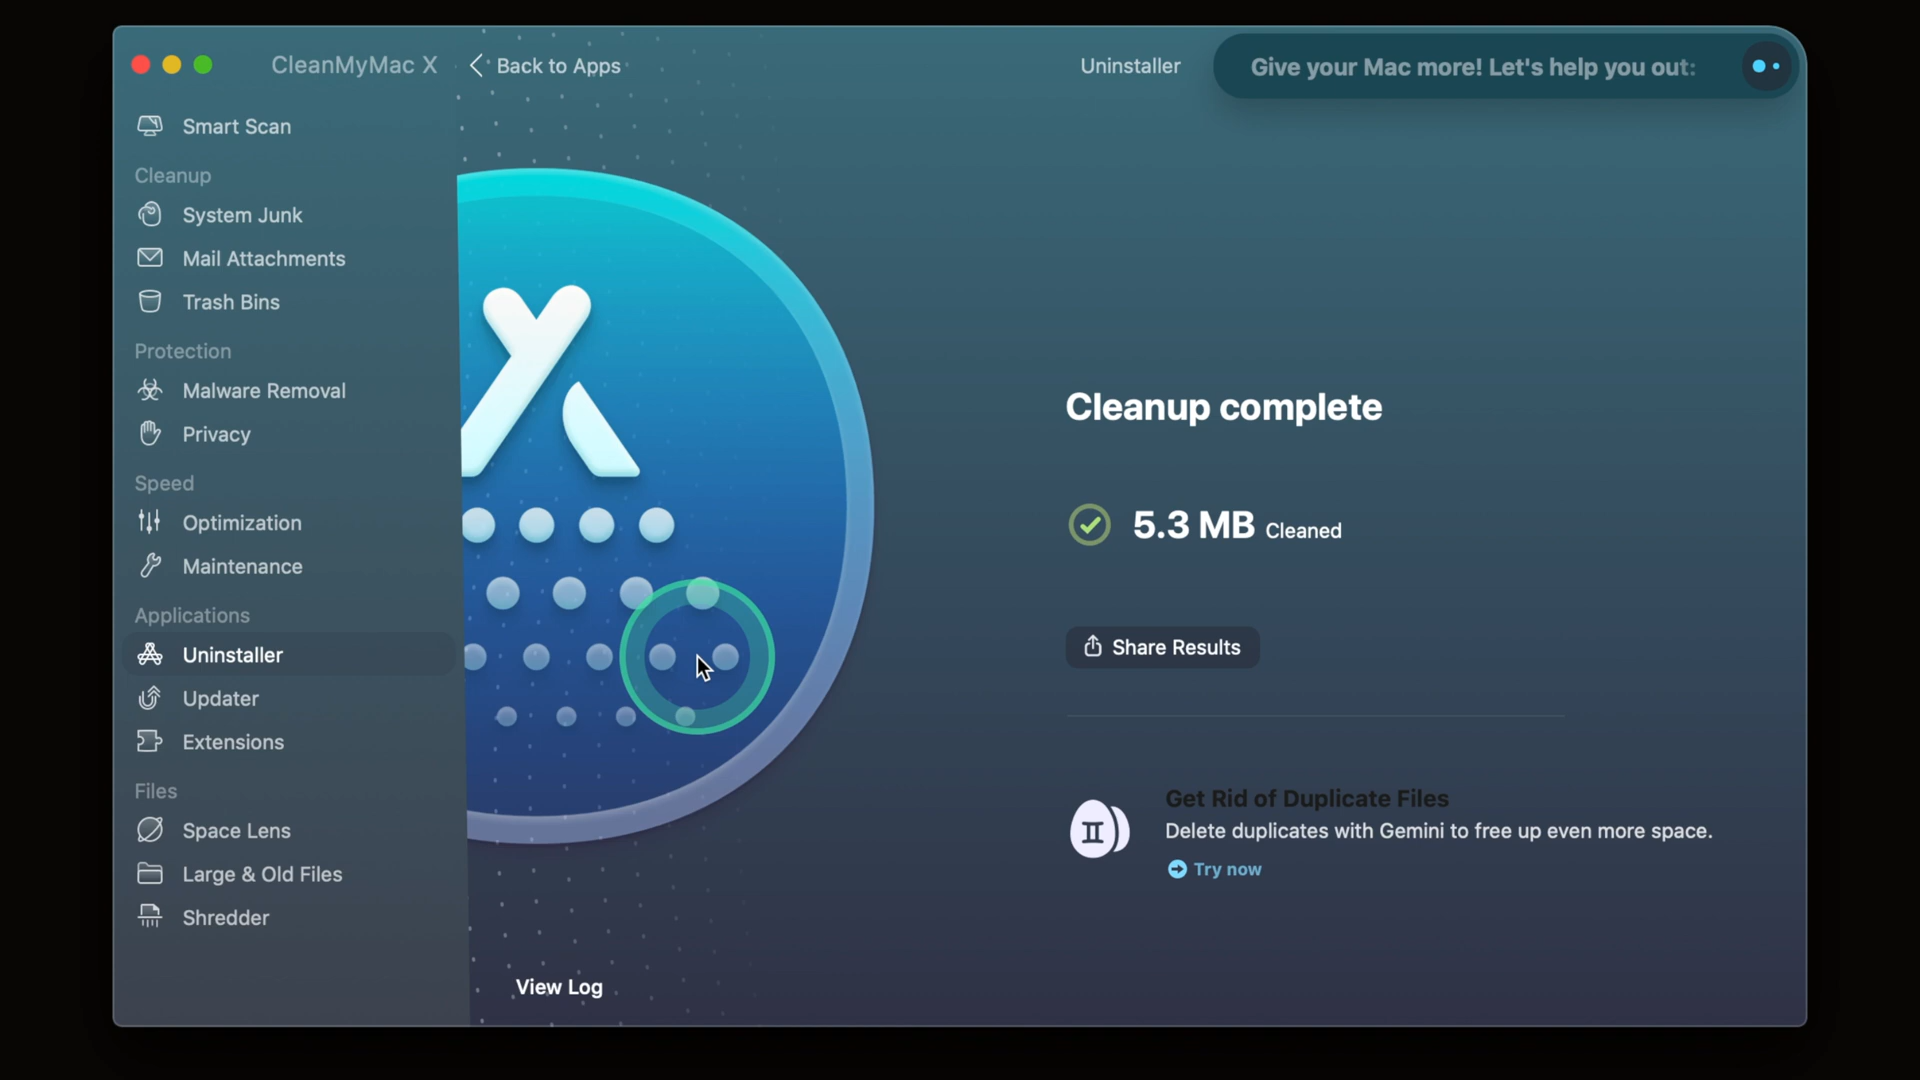 CleanMyMac X
Back to Apps
Uninstaller
Give your Mac more! Let's help you out:
Smart Scan
Cleanup
System Junk
Mail Attachments
Trash Bins
Protection
Malware Removal
Privacy
Speed
Optimization
Maintenance
Applications
Uninstaller
Updater
Extensions
Files
Space Lens
Large & Old Files
Shredder
Cleanup complete
5.3 MB Cleaned
Share Results
Get Rid of Duplicate Files
Delete duplicates with Gemini to free up even more space.
Try now
View Log